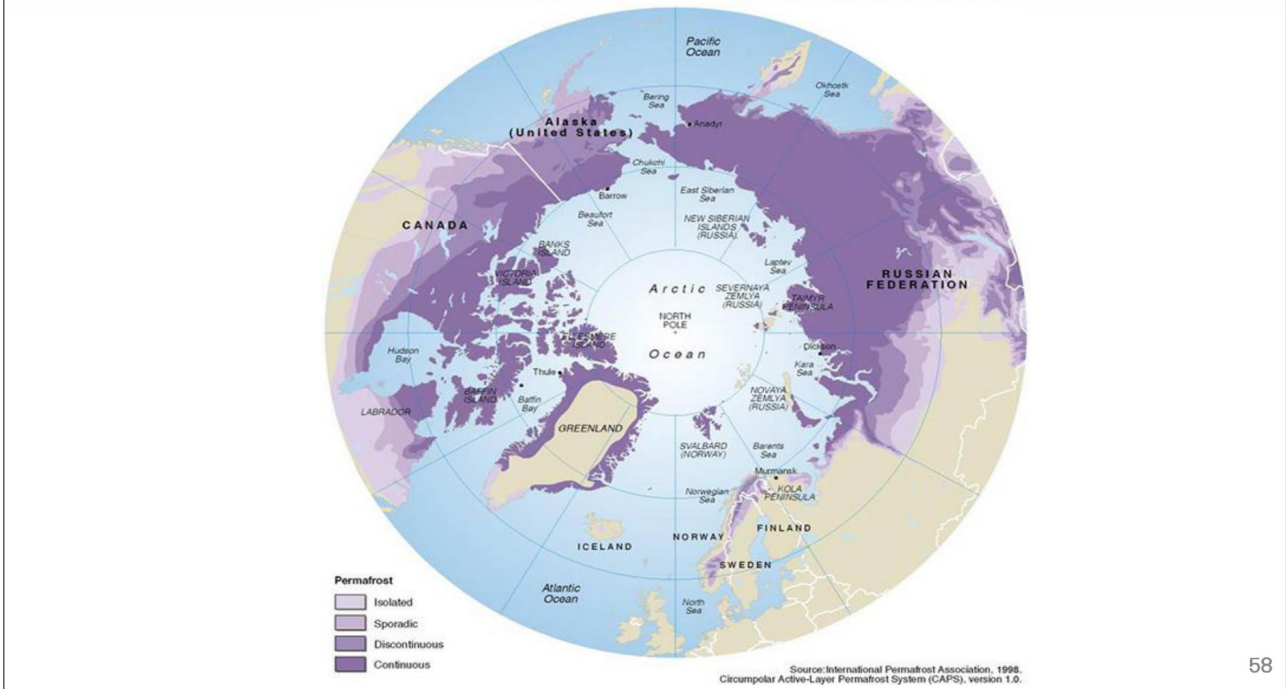 Pacific
Ocean
Okhostk
Sea
Bering
Sea
Alaska
(United States)
Anadyr
Chukchi
Sea
Barrow
East Siberian
Sea
Beaufort
Sea
NEW SIBERIAN
ISLANDS
(RUSSIA)
CANADA
BANKS
ISLAND
Laptev
Sea
VICTORIA
ISLAND
RUSSIAN
FEDERATION
Arctic
SEVERNAYA
ZEMLYA
(RUSSIA)
TAIMYR
PENINSULA
NORTH
POLE
ELLESMERE
ISLAND
Ocean
Dickson
Hudson
Bay
Kara
Sea
Thule
BAFFIN
ISLAND
Baffin
Bay
NOVAYA
ZEMLYA
(RUSSIA)
LABRADOR
GREENLAND
SVALBARD
(NORWAY)
Barents
Sea
Murmansk
KOLA
PENINSULA
Norwegian
Sea
FINLAND
NORWAY
ICELAND
SWEDEN
Atlantic
Ocean
North
Sea
Permafrost
Isolated
Sporadic
Discontinuous
Continuous
Source:International Permafrost Association, 1998.
Circumpolar Active-Layer Permafrost System (CAPS), version 1.0.
58